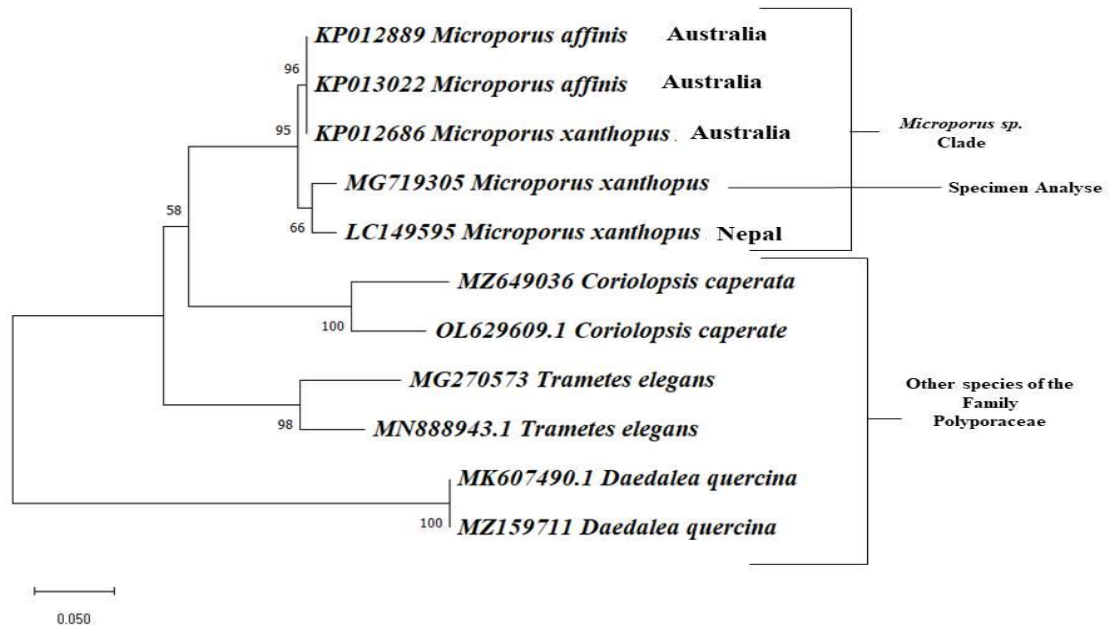 KP012889 Microporus affinis Australia
96
KP013022 Microporus affinis Australia
95
KP012686 Microporus xanthopus . Australia
Microporus sp.
Clade
MG719305 Microporus xanthopus
Specimen Analyse
58
66
LC149595 Microporus xanthopus Nepal
MZ649036 Coriolopsis caperata
100
OL629609.1 Coriolopsis caperate
MG270573 Trametes elegans
Other species of the
Family
Polyporaceae
98
MN888943.1 Trametes elegans
MK607490.1 Daedalea quercina
100
MZ159711 Daedalea quercina
0.050